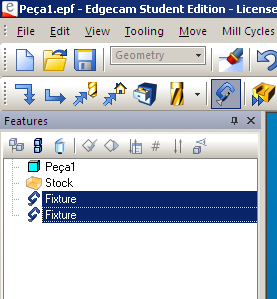 Peça1.epf - Edgecam Student Edition - License
File Edit View Tooling Move Mill Cycles
Geometry
Features
Peça1
Stock
Fixture
Fixture